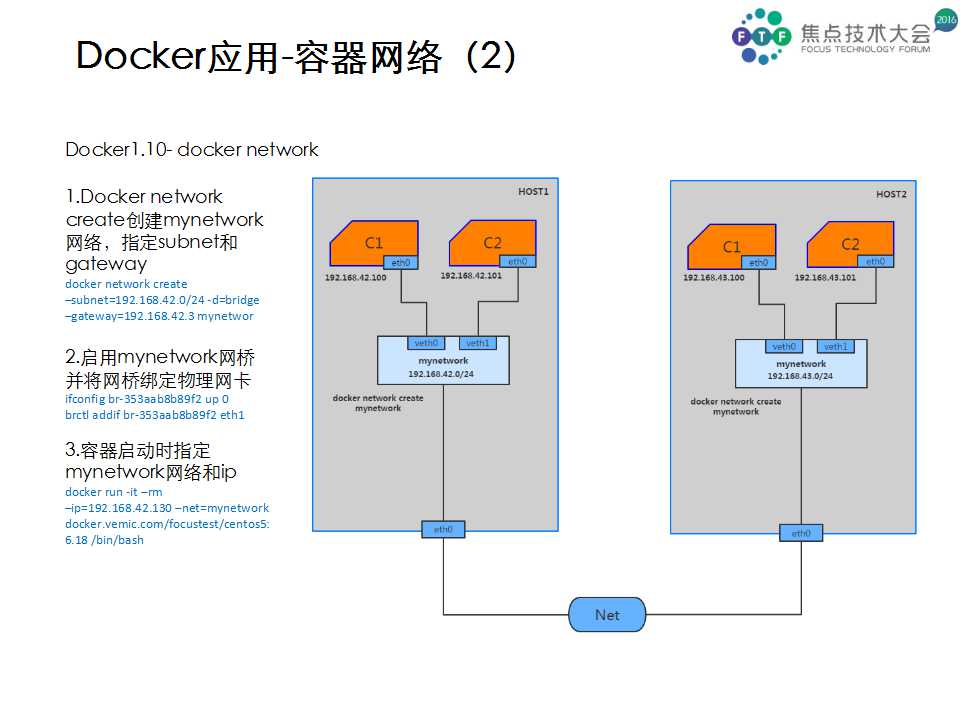 Docker应用-容器网络（2）
FTF
2016
焦点技术大会
FOCUS TECHNOLOGY FORUM
Docker1.10- docker network
1.Docker network
create创建mynetwork
网络，指定subnet和
gateway
docker network create
–subnet=192.168.42.0/24 -d=bridge
–gateway=192.168.42.3 mynetwor
2.启用mynetwork网桥
并将网桥绑定物理网卡
ifconfig br-353aab8b89f2 up 0
brctl addif br-353aab8b89f2 eth1
3.容器启动时指定
mynetwork网络和ip
docker run -it –rm
–ip=192.168.42.130 –net=mynetwork
docker.vemic.com/focustest/centos5:
6.18 /bin/bash
HOST1
C1
eth0
192.168.42.100
C2
eth0
192.168.42.101
veth0
veth1
mynetwork
192.168.42.0/24
docker network create
mynetwork
eth0
HOST2
C1
eth0
192.168.43.100
C2
eth0
192.168.43.101
veth0
veth1
mynetwork
192.168.43.0/24
docker network create
mynetwork
eth0
Net